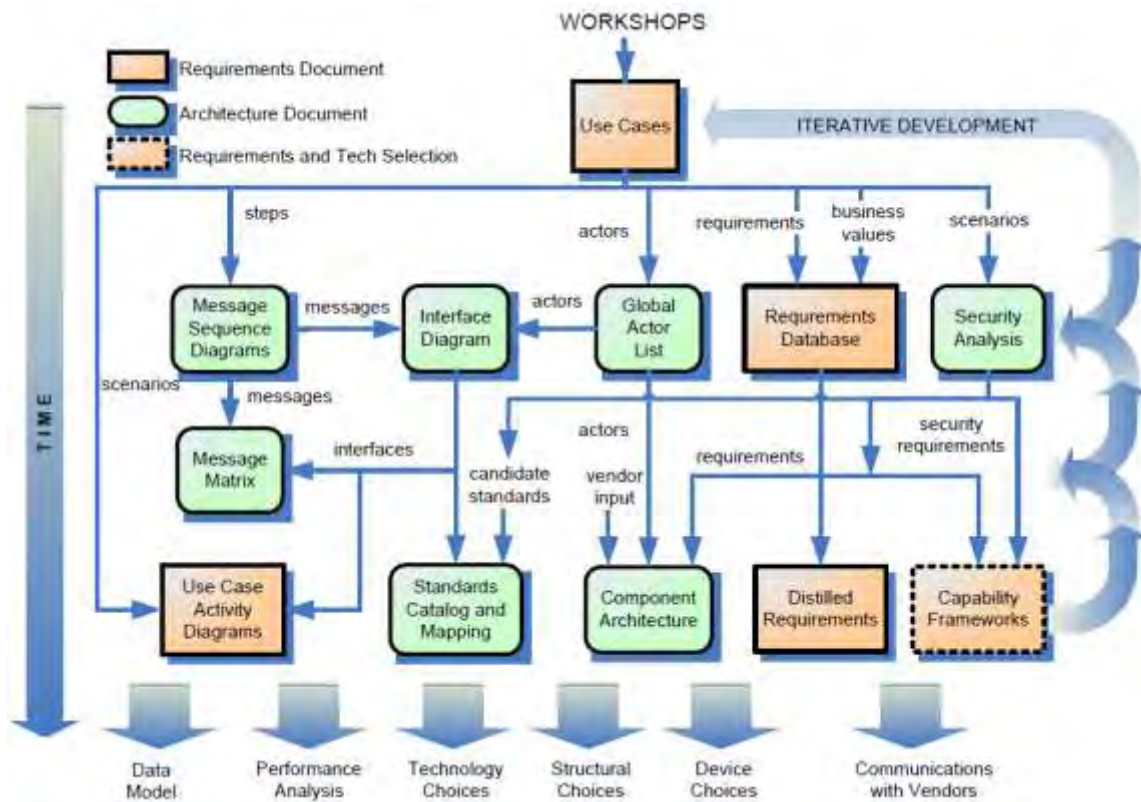 WORKSHOPS
Requirements Document
Architecture Document
Requirements and Tech Selection
Use Cases
ITERATIVE DEVELOPMENT
steps
actors
requirements
business
values
scenarios
Message
Sequence
Diagrams
messages
Interface
Diagram
actors
Global
Actor
List
Requrements
Database
Security
Analysis
TIME
scenarios
messages
actors
security
requirements
Message
Matrix
interfaces
candidate
standards
vendor
input
requirements
Use Case
Activity
Diagrams
Standards
Catalog and
Mapping
Component
Architecture
Distilled
Requirements
Capability
Frameworks
Data
Model
Performance
Analysis
Technology
Choices
Structural
Choices
Device
Choices
Communications
with Vendors